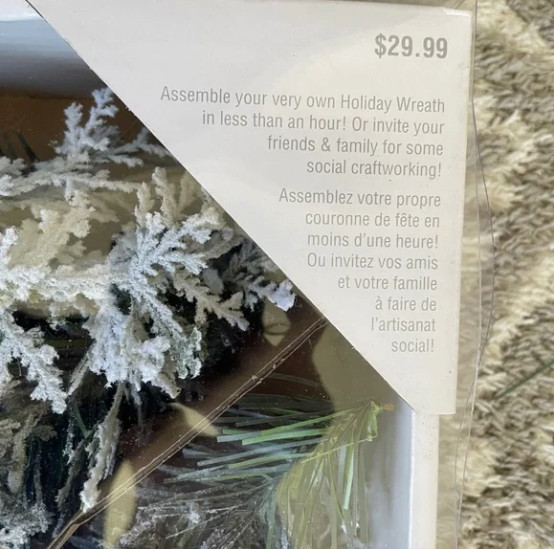 $29.99
Assemble your very own Holiday Wreath
in less than an hour! Or invite your
friends & family for some
social craftworking!
Assemblez votre propre
couronne de fête en
moins d'une heure!
Ou invitez vos amis
et votre famille
à faire de
l'artisanat
social!